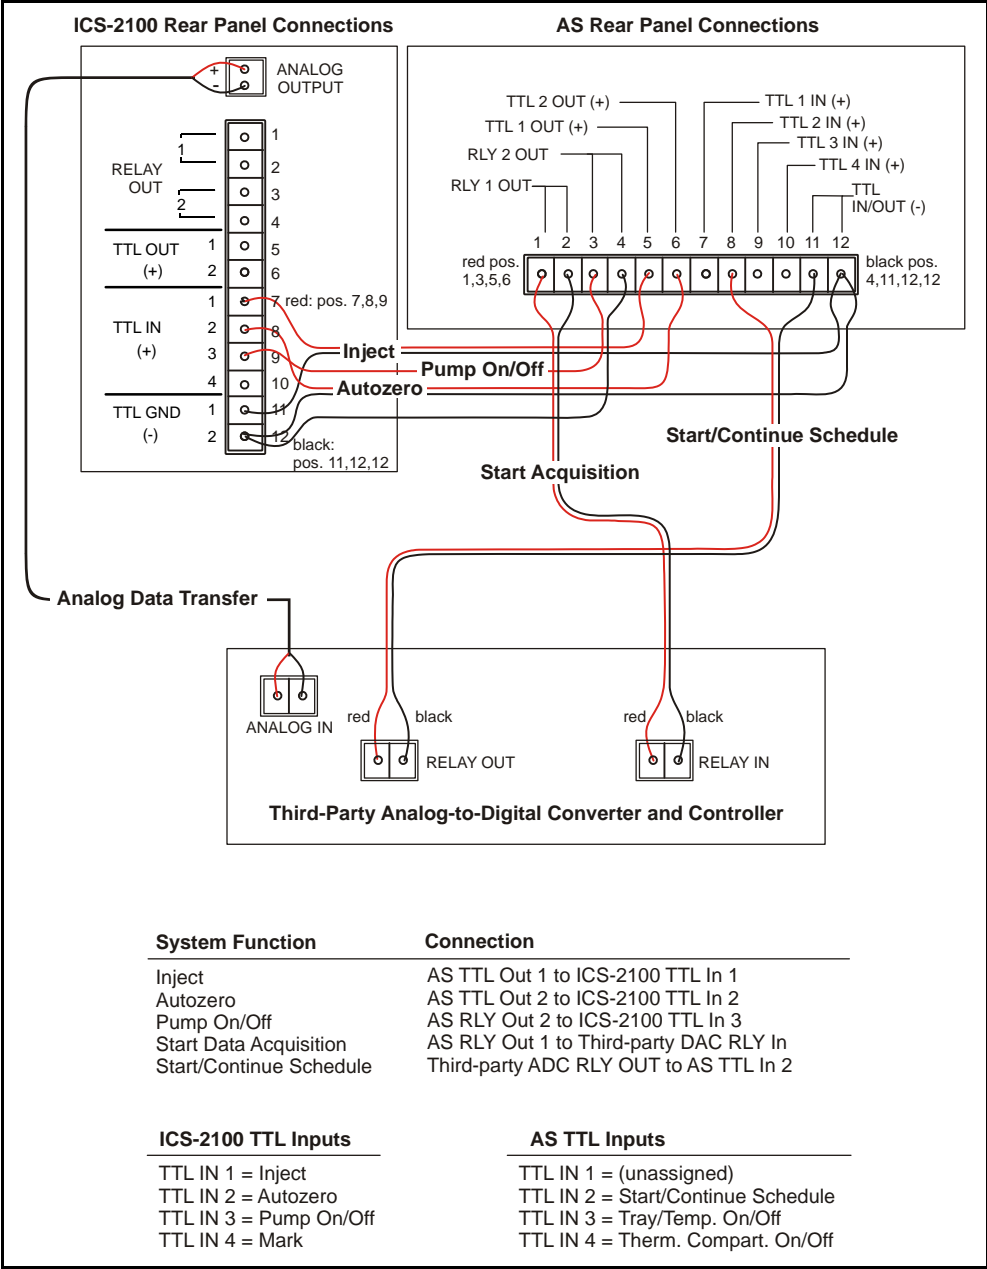 ICS-2100 Rear Panel Connections
AS Rear Panel Connections
+
-
ANALOG
OUTPUT
RELAY
OUT
1
2
1
2
3
4
TTL OUT
(+)
1
2
5
6
TTL IN
(+)
1
2
3
4
7
8
9
10
red: pos. 7,8,9
TTL GND
(-)
1
2
11
12
black:
pos. 11,12,12
TTL 2 OUT (+)
TTL 1 OUT (+)
RLY 2 OUT
RLY 1 OUT
TTL 1 IN (+)
TTL 2 IN (+)
TTL 3 IN (+)
TTL 4 IN (+)
TTL
IN/OUT (-)
1 2 3 4 5 6 7 8 9 10 11 12
red pos.
1,3,5,6
black pos.
4,11,12,12
Inject
Pump On/Off
Autozero
Start/Continue Schedule
Start Acquisition
Analog Data Transfer
ANALOG IN
red
black
RELAY OUT
red
black
RELAY IN
Third-Party Analog-to-Digital Converter and Controller
System Function Connection
Inject AS TTL Out 1 to ICS-2100 TTL In 1
Autozero AS TTL Out 2 to ICS-2100 TTL In 2
Pump On/Off AS RLY Out 2 to ICS-2100 TTL In 3
Start Data Acquisition AS RLY Out 1 to Third-party DAC RLY In
Start/Continue Schedule Third-party ADC RLY OUT to AS TTL In 2
ICS-2100 TTL Inputs
TTL IN 1 = Inject
TTL IN 2 = Autozero
TTL IN 3 = Pump On/Off
TTL IN 4 = Mark
AS TTL Inputs
TTL IN 1 = (unassigned)
TTL IN 2 = Start/Continue Schedule
TTL IN 3 = Tray/Temp. On/Off
TTL IN 4 = Therm. Compart. On/Off